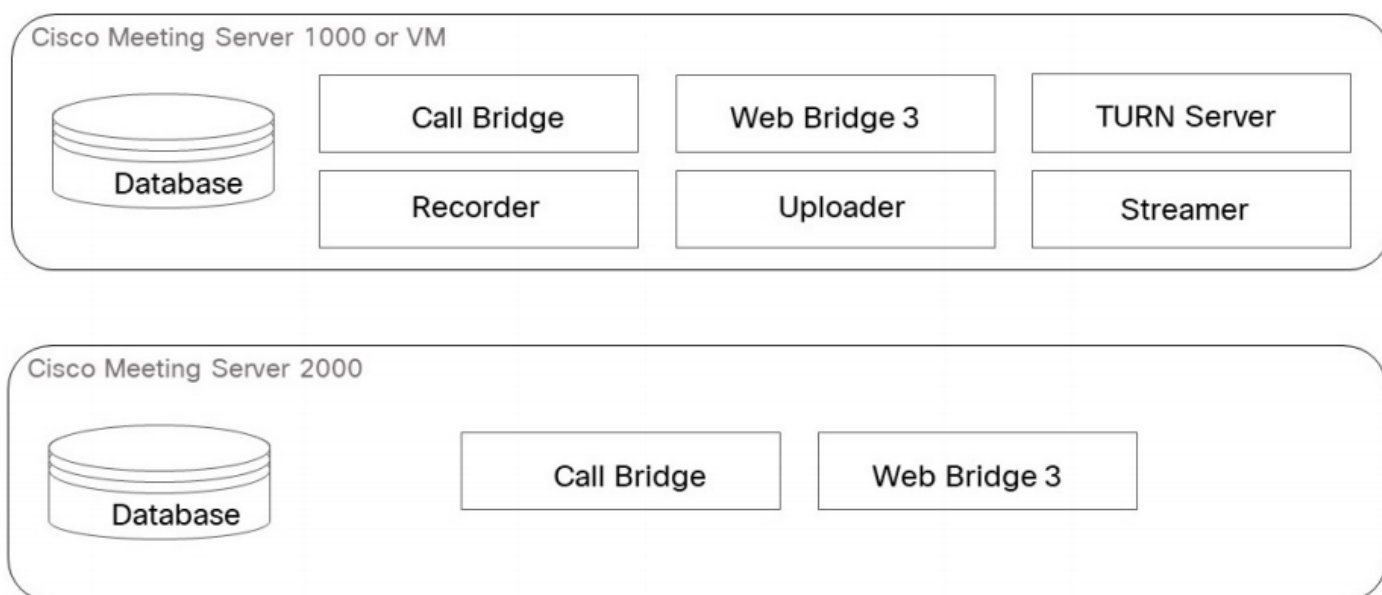 Cisco Meeting Server 1000 or VM
Call Bridge
Web Bridge 3
TURN Server
Database
Recorder
Uploader
Streamer
Cisco Meeting Server 2000
Call Bridge
Web Bridge 3
Database